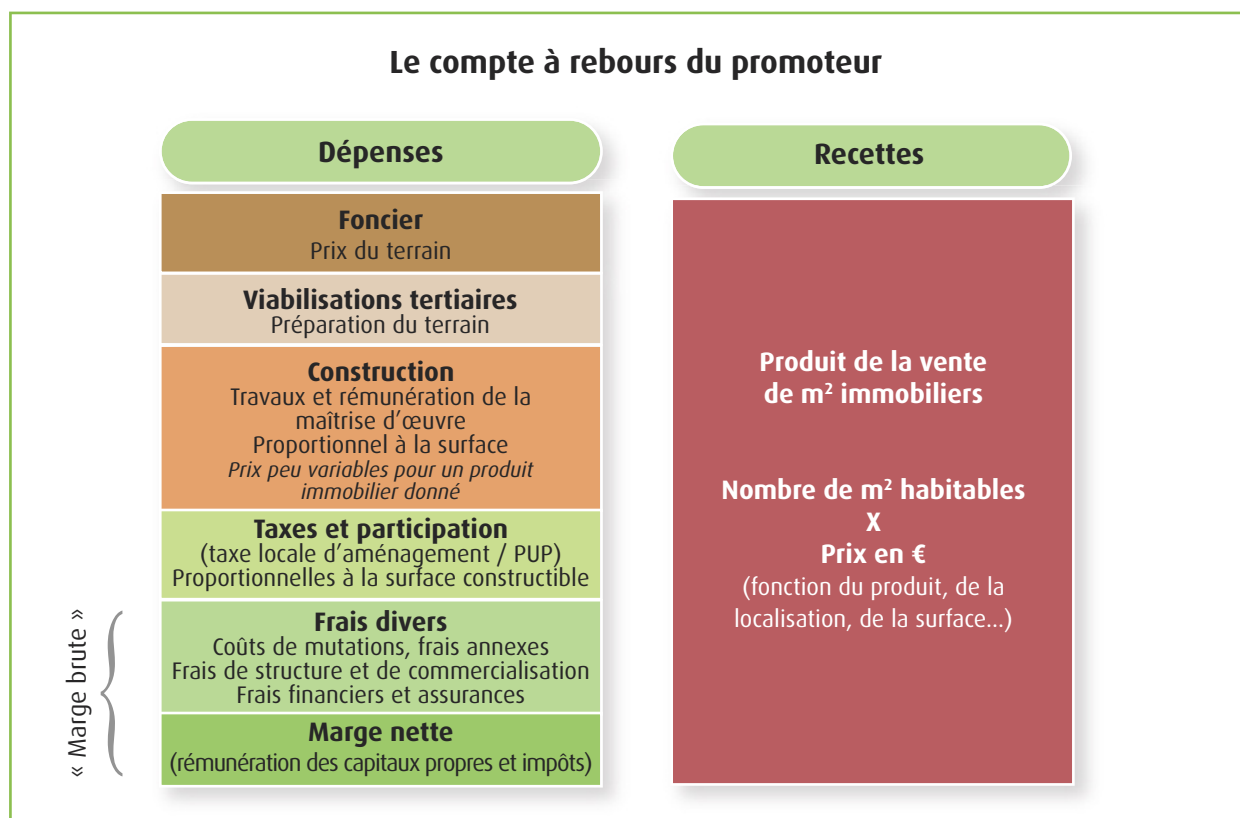 Le compte à rebours du promoteur
Dépenses
Foncier
Prix du terrain
Viabilisations tertiaires
Préparation du terrain
Construction
Travaux et rémunération de la
maîtrise d’œuvre
Proportionnel à la surface
Prix peu variables pour un produit
immobilier donné
Taxes et participation
(taxe locale d’aménagement / PUP)
Proportionnelles à la surface constructible
« Marge brute »
Frais divers
Coûts de mutations, frais annexes
Frais de structure et de commercialisation
Frais financiers et assurances
Marge nette
(rémunération des capitaux propres et impôts)
Recettes
Produit de la vente
de m² immobiliers
Nombre de m² habitables
X
Prix en €
(fonction du produit, de la
localisation, de la surface...)